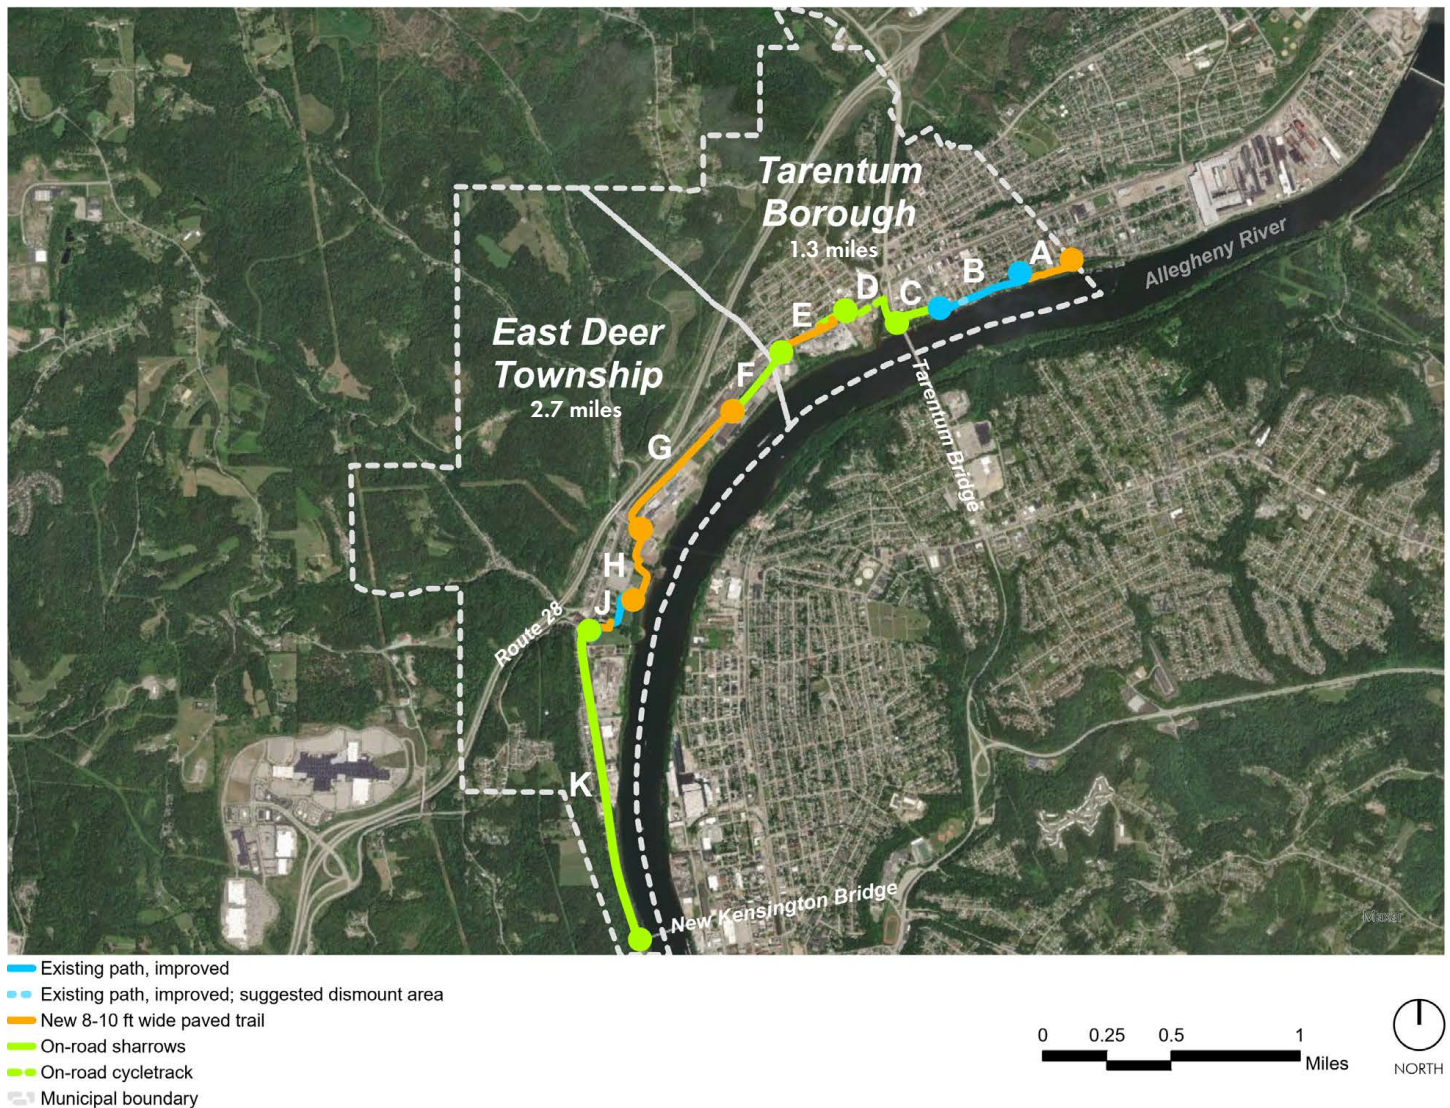 Tarentum
Borough
1.3 miles
A
B
C
D
E
Allegheny River
East Deer
Township
2.7 miles
F
Tarentum Bridge
G
H
J
Route 28
K
New Kensington Bridge
Maxar
Existing path, improved
Existing path, improved; suggested dismount area
New 8-10 ft wide paved trail
On-road sharrows
On-road cycletrack
Municipal boundary
0 0.25 0.5 1
Miles
NORTH